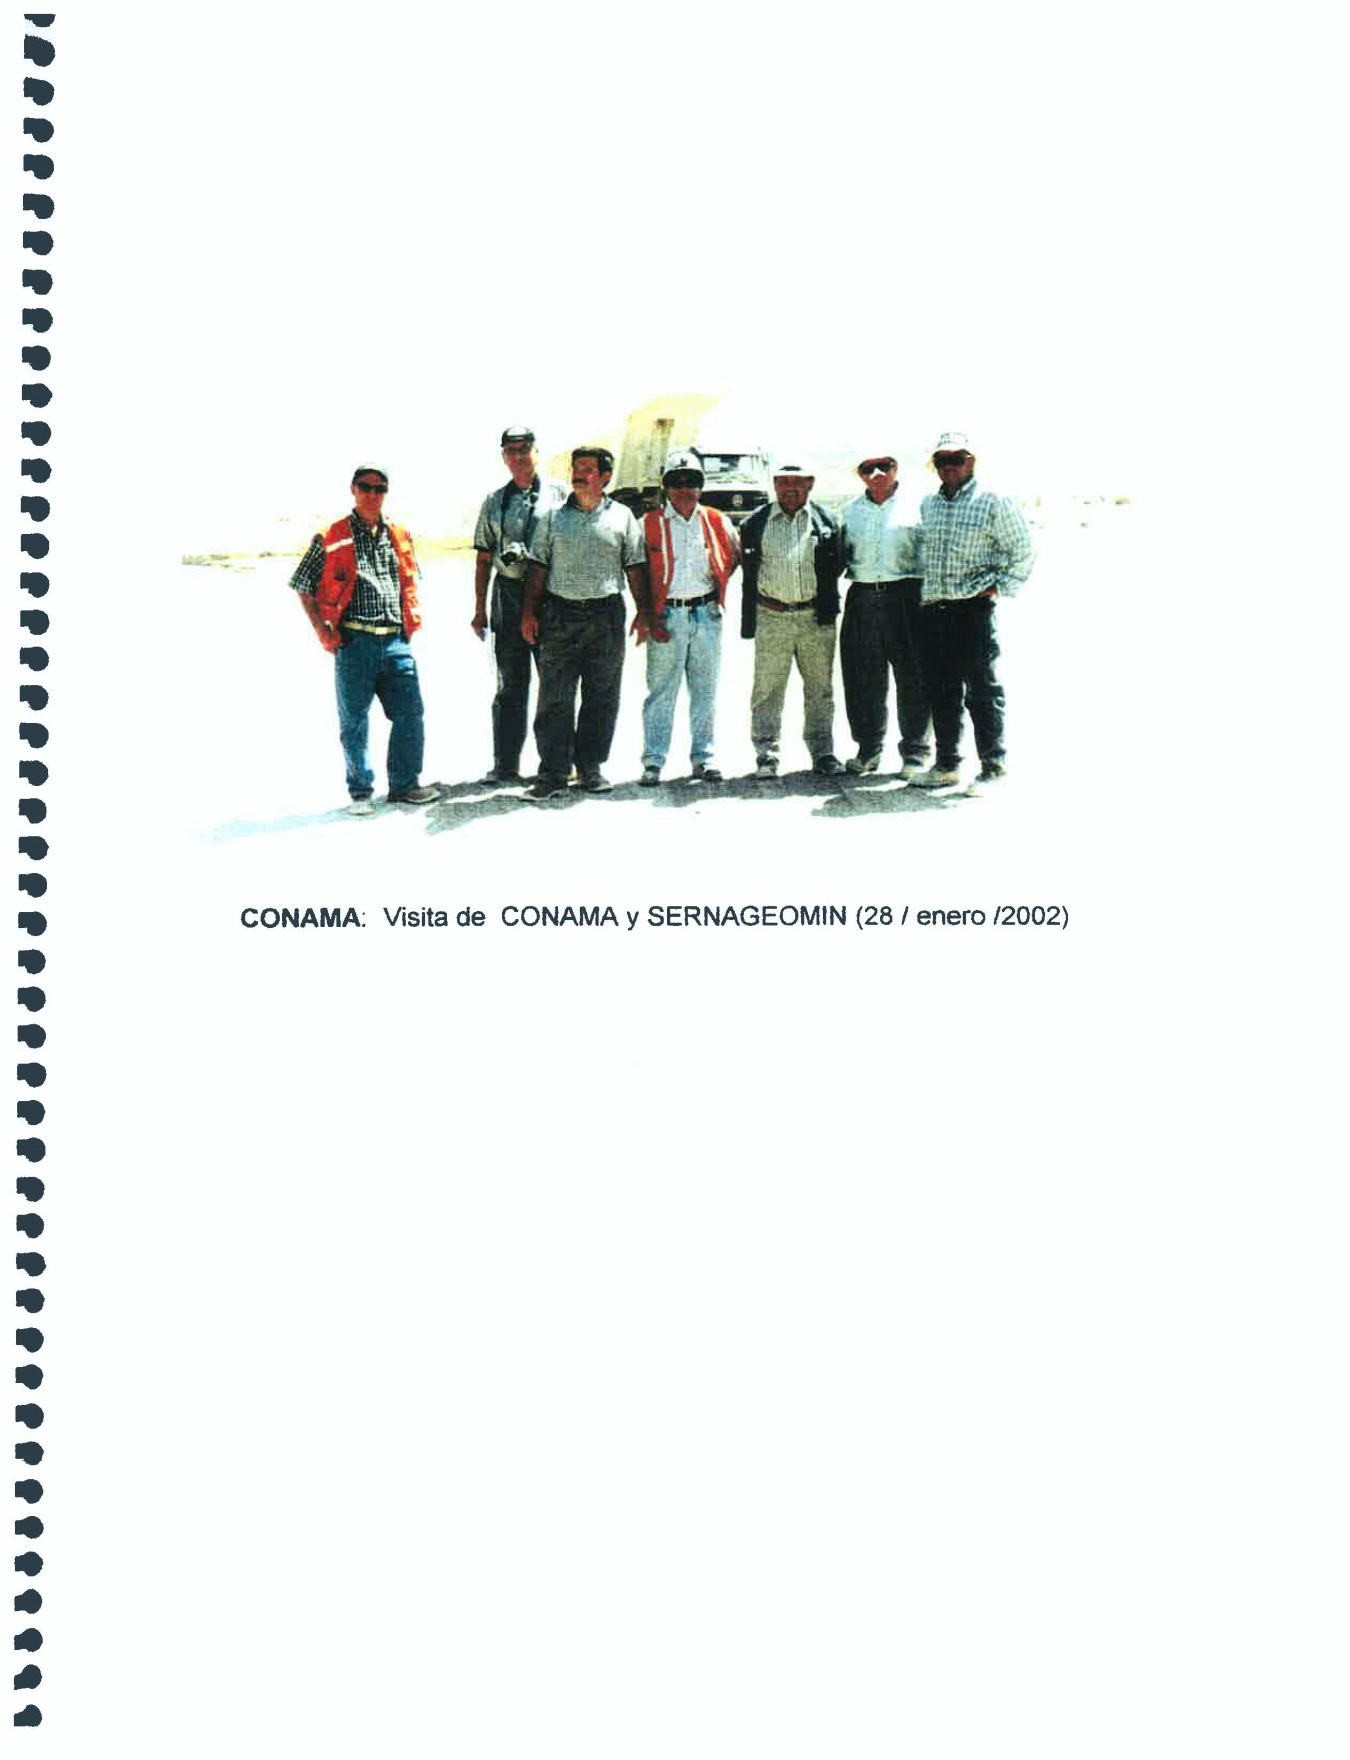 CONAMA: Visita de CONAMA y SERNAGEOMIN (28 / enero /2002)